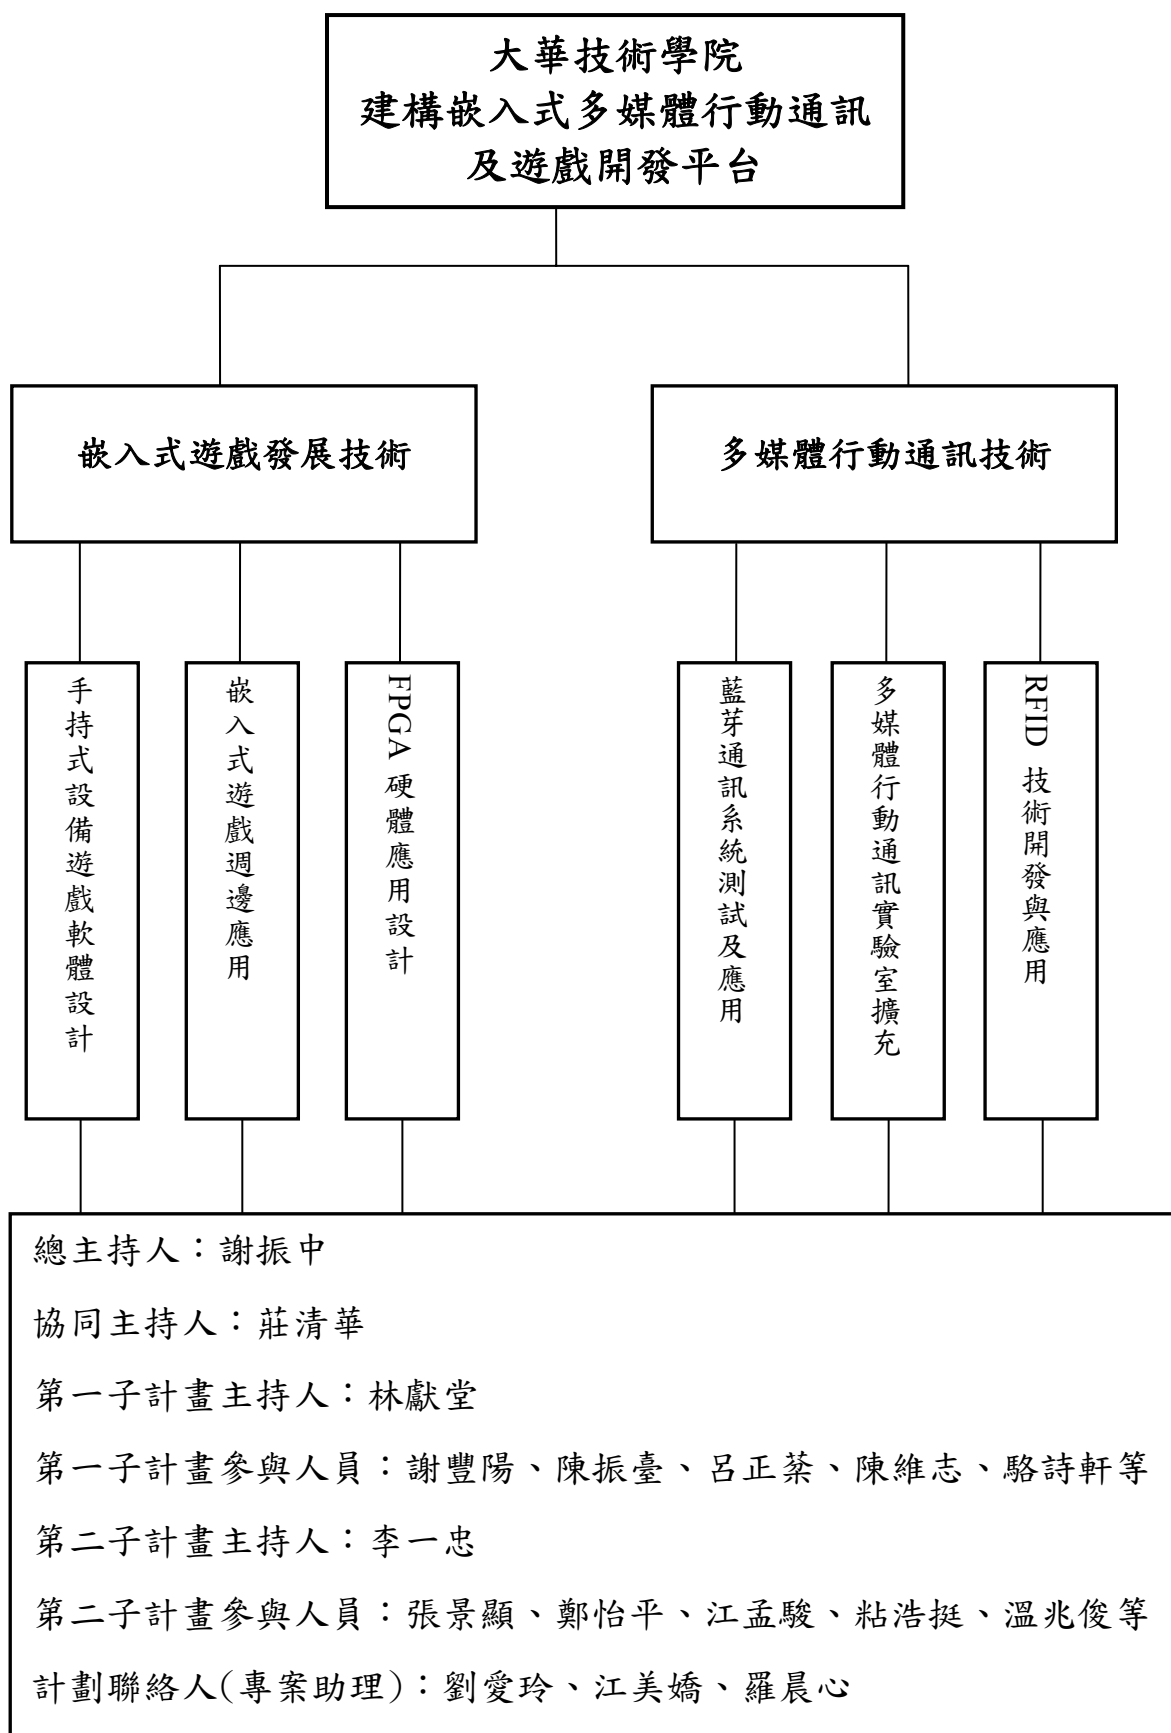 大華技術學院
建構嵌入式多媒體行動通訊
及遊戲開發平台
嵌入式遊戲發展技術
多媒體行動通訊技術
手持式設備遊戲軟體設計
嵌入式遊戲週邊應用
FPGA 硬體應用設計
藍芽通訊系統測試及應用
多媒體行動通訊實驗室擴充
RFID 技術開發與應用
總主持人：謝振中
協同主持人：莊清華
第一子計畫主持人：林獻堂
第一子計畫參與人員：謝豐陽、陳振臺、呂正棻、陳維志、駱詩軒等
第二子計畫主持人：李一忠
第二子計畫參與人員：張景顯、鄭怡平、江孟駿、粘浩挺、溫兆俊等
計劃聯絡人(專案助理)：劉愛玲、江美嬌、羅晨心